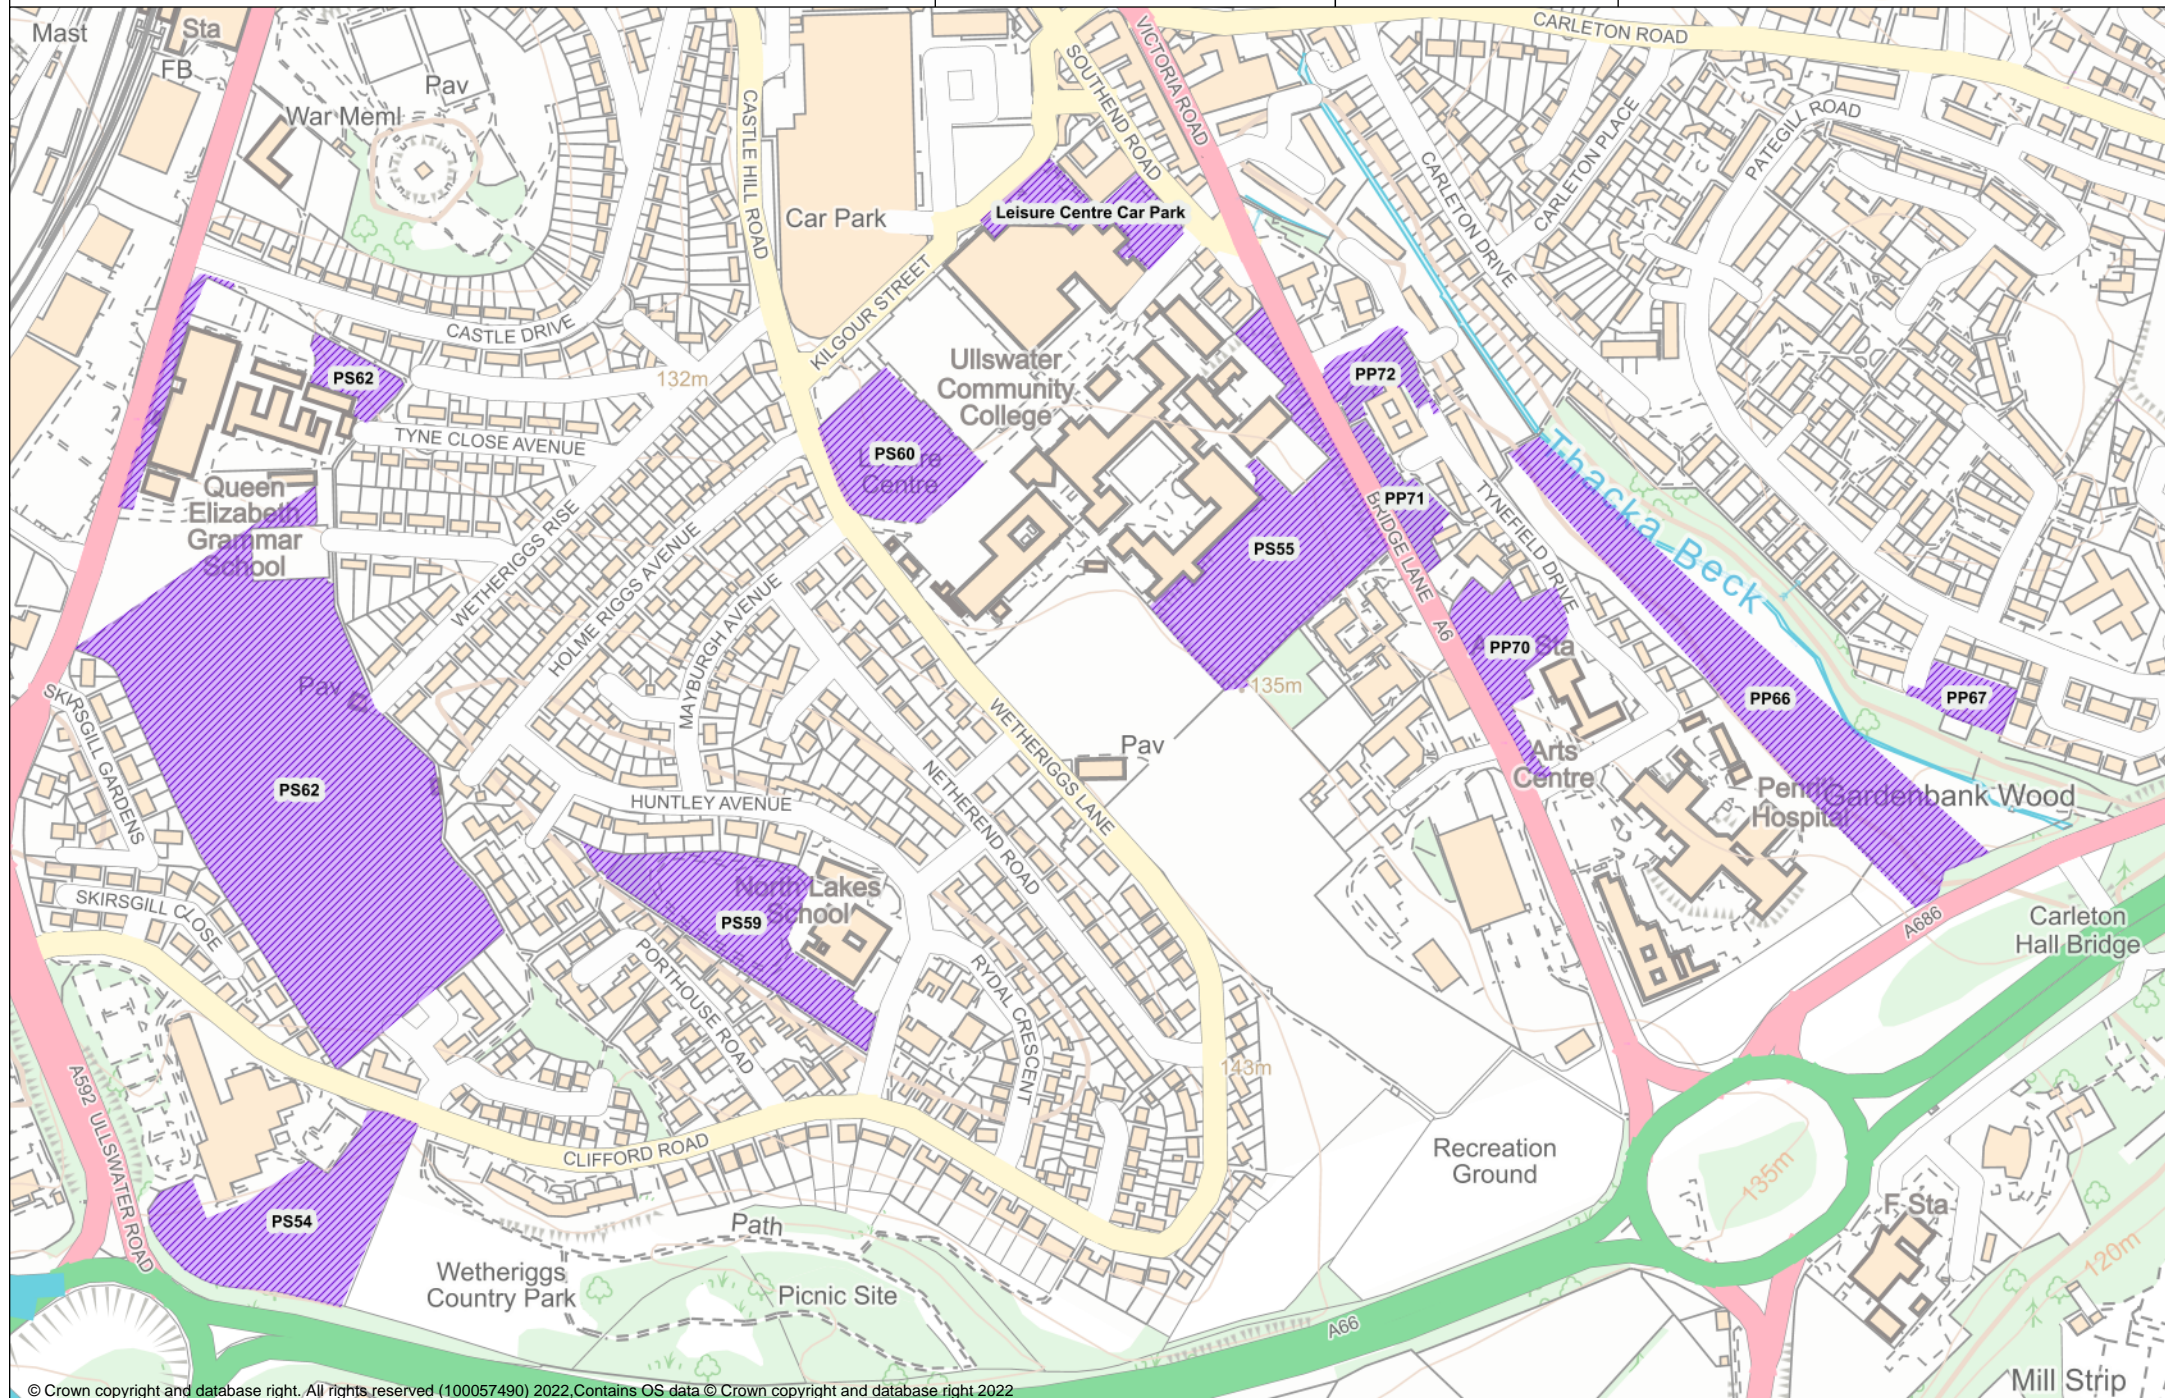 Mast
Sta
FB
Pav
War Meml
CASTLE HILL ROAD
SOUTHEND ROAD
VICTORIA ROAD
CARLETON ROAD
CARLETON PLACE
PATEGILL ROAD
CARLETON DRIVE
Car Park
Leisure Centre Car Park
KILGOUR STREET
CASTLE DRIVE
132m
PS62
TYNE CLOSE AVENUE
Ullswater
Community
College
PP72
PS60
Leisure
Centre
Queen
Elizabeth
Grammar
School
WETHERIGGS RISE
HOLME RIGGS AVENUE
MAYBURGH AVENUE
PS55
PP71
BRIDGE LANE
A6
TYNEFIELD DRIVE
Thacka Beck
PP70
Sta
PP66
PP67
135m
Pav
SKIRSGILL GARDENS
WETHERIGGS LANE
Pav
NETHEREND ROAD
Arts
Centre
Hospital
Gardenbank Wood
PS62
HUNTLEY AVENUE
North Lakes
School
PS59
SKIRSGILL CLOSE
PORTHOUSE ROAD
RYDAL CRESCENT
A686
Carleton
Hall Bridge
143m
A592 ULLSWATER ROAD
CLIFFORD ROAD
Recreation
Ground
135m
F Sta
120m
PS54
Path
Wetheriggs
Country Park
Picnic Site
A66
Mill Strip
© Crown copyright and database right. All rights reserved (100057490) 2022,Contains OS data © Crown copyright and database right 2022